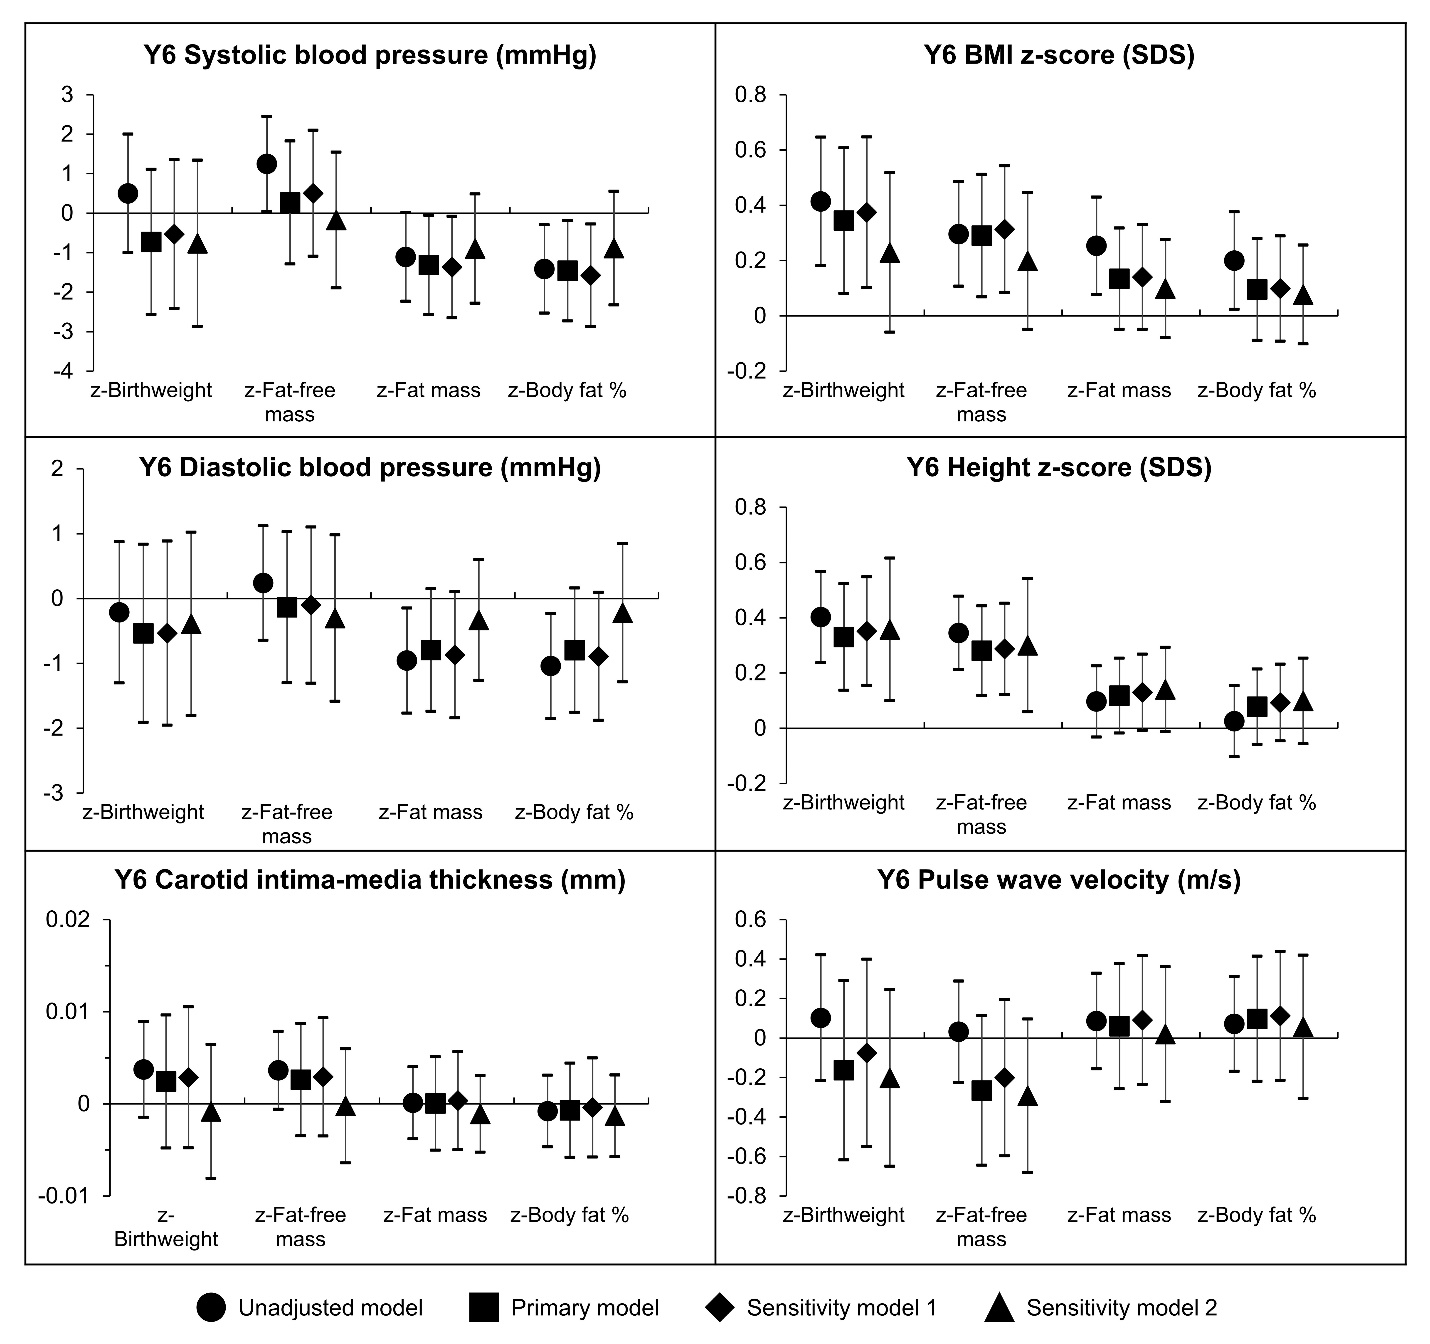 Y6 Systolic blood pressure (mmHg)
3
2
1
0
-1
-2
-3
-4
z-Birthweight
z-Fat-free
mass
z-Fat mass
z-Body fat %
Y6 BMI z-score (SDS)
0.8
0.6
0.4
0.2
0
-0.2
z-Birthweight
z-Fat-free
mass
z-Fat mass
z-Body fat %
Y6 Diastolic blood pressure (mmHg)
2
1
0
-1
-2
-3
z-Birthweight
z-Fat-free
mass
z-Fat mass
z-Body fat %
Y6 Height z-score (SDS)
0.8
0.6
0.4
0.2
0
-0.2
z-Birthweight
z-Fat-free
mass
z-Fat mass
z-Body fat %
Y6 Carotid intima-media thickness (mm)
0.02
0.01
0
-0.01
z-
Birthweight
z-Fat-free
mass
z-Fat mass
z-Body fat %
Y6 Pulse wave velocity (m/s)
0.6
0.4
0.2
0
-0.2
-0.4
-0.6
-0.8
z-Birthweight
z-Fat-free
mass
z-Fat mass
z-Body fat %
Unadjusted model
Primary model
Sensitivity model 1
Sensitivity model 2